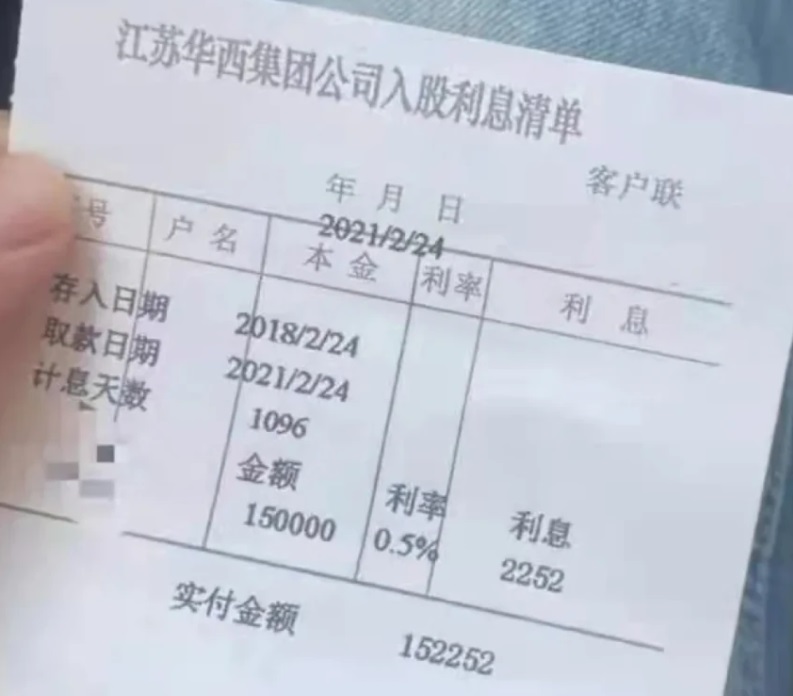 江苏华西集团公司入股利息清单
客户联
年 月 日
2021/2/24
号 户 名 本 金 利率 利 息
存入日期 2018/2/24
取款日期 2021/2/24
计息天数 1096
金额 利率 利息
150000 0.5% 2252
实付金额 152252